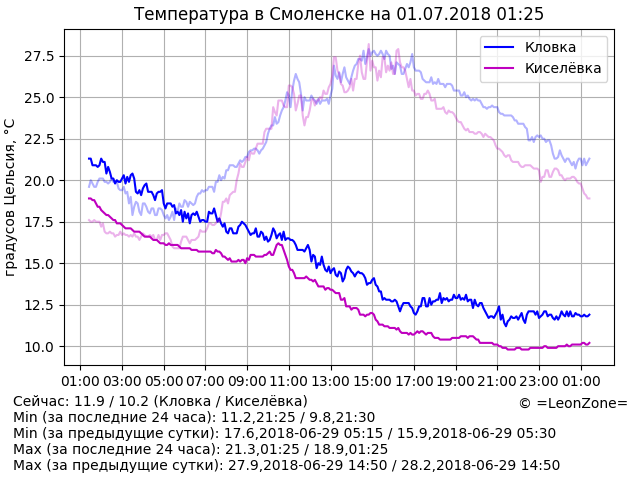 Температура в Смоленске на 01.07.2018 01:25
градусов Цельсия, °C
27.5
25.0
22.5
20.0
17.5
15.0
12.5
10.0
Кловка
Киселёвка
01:00 03:00 05:00 07:00 09:00 11:00 13:00 15:00 17:00 19:00 21:00 23:00 01:00
Сейчас: 11.9 / 10.2 (Кловка / Киселёвка)
© =LeonZone=
Min (за последние 24 часа): 11.2,21:25 / 9.8,21:30
Min (за предыдущие сутки): 17.6,2018-06-29 05:15 / 15.9,2018-06-29 05:30
Max (за последние 24 часа): 21.3,01:25 / 18.9,01:25
Max (за предыдущие сутки): 27.9,2018-06-29 14:50 / 28.2,2018-06-29 14:50